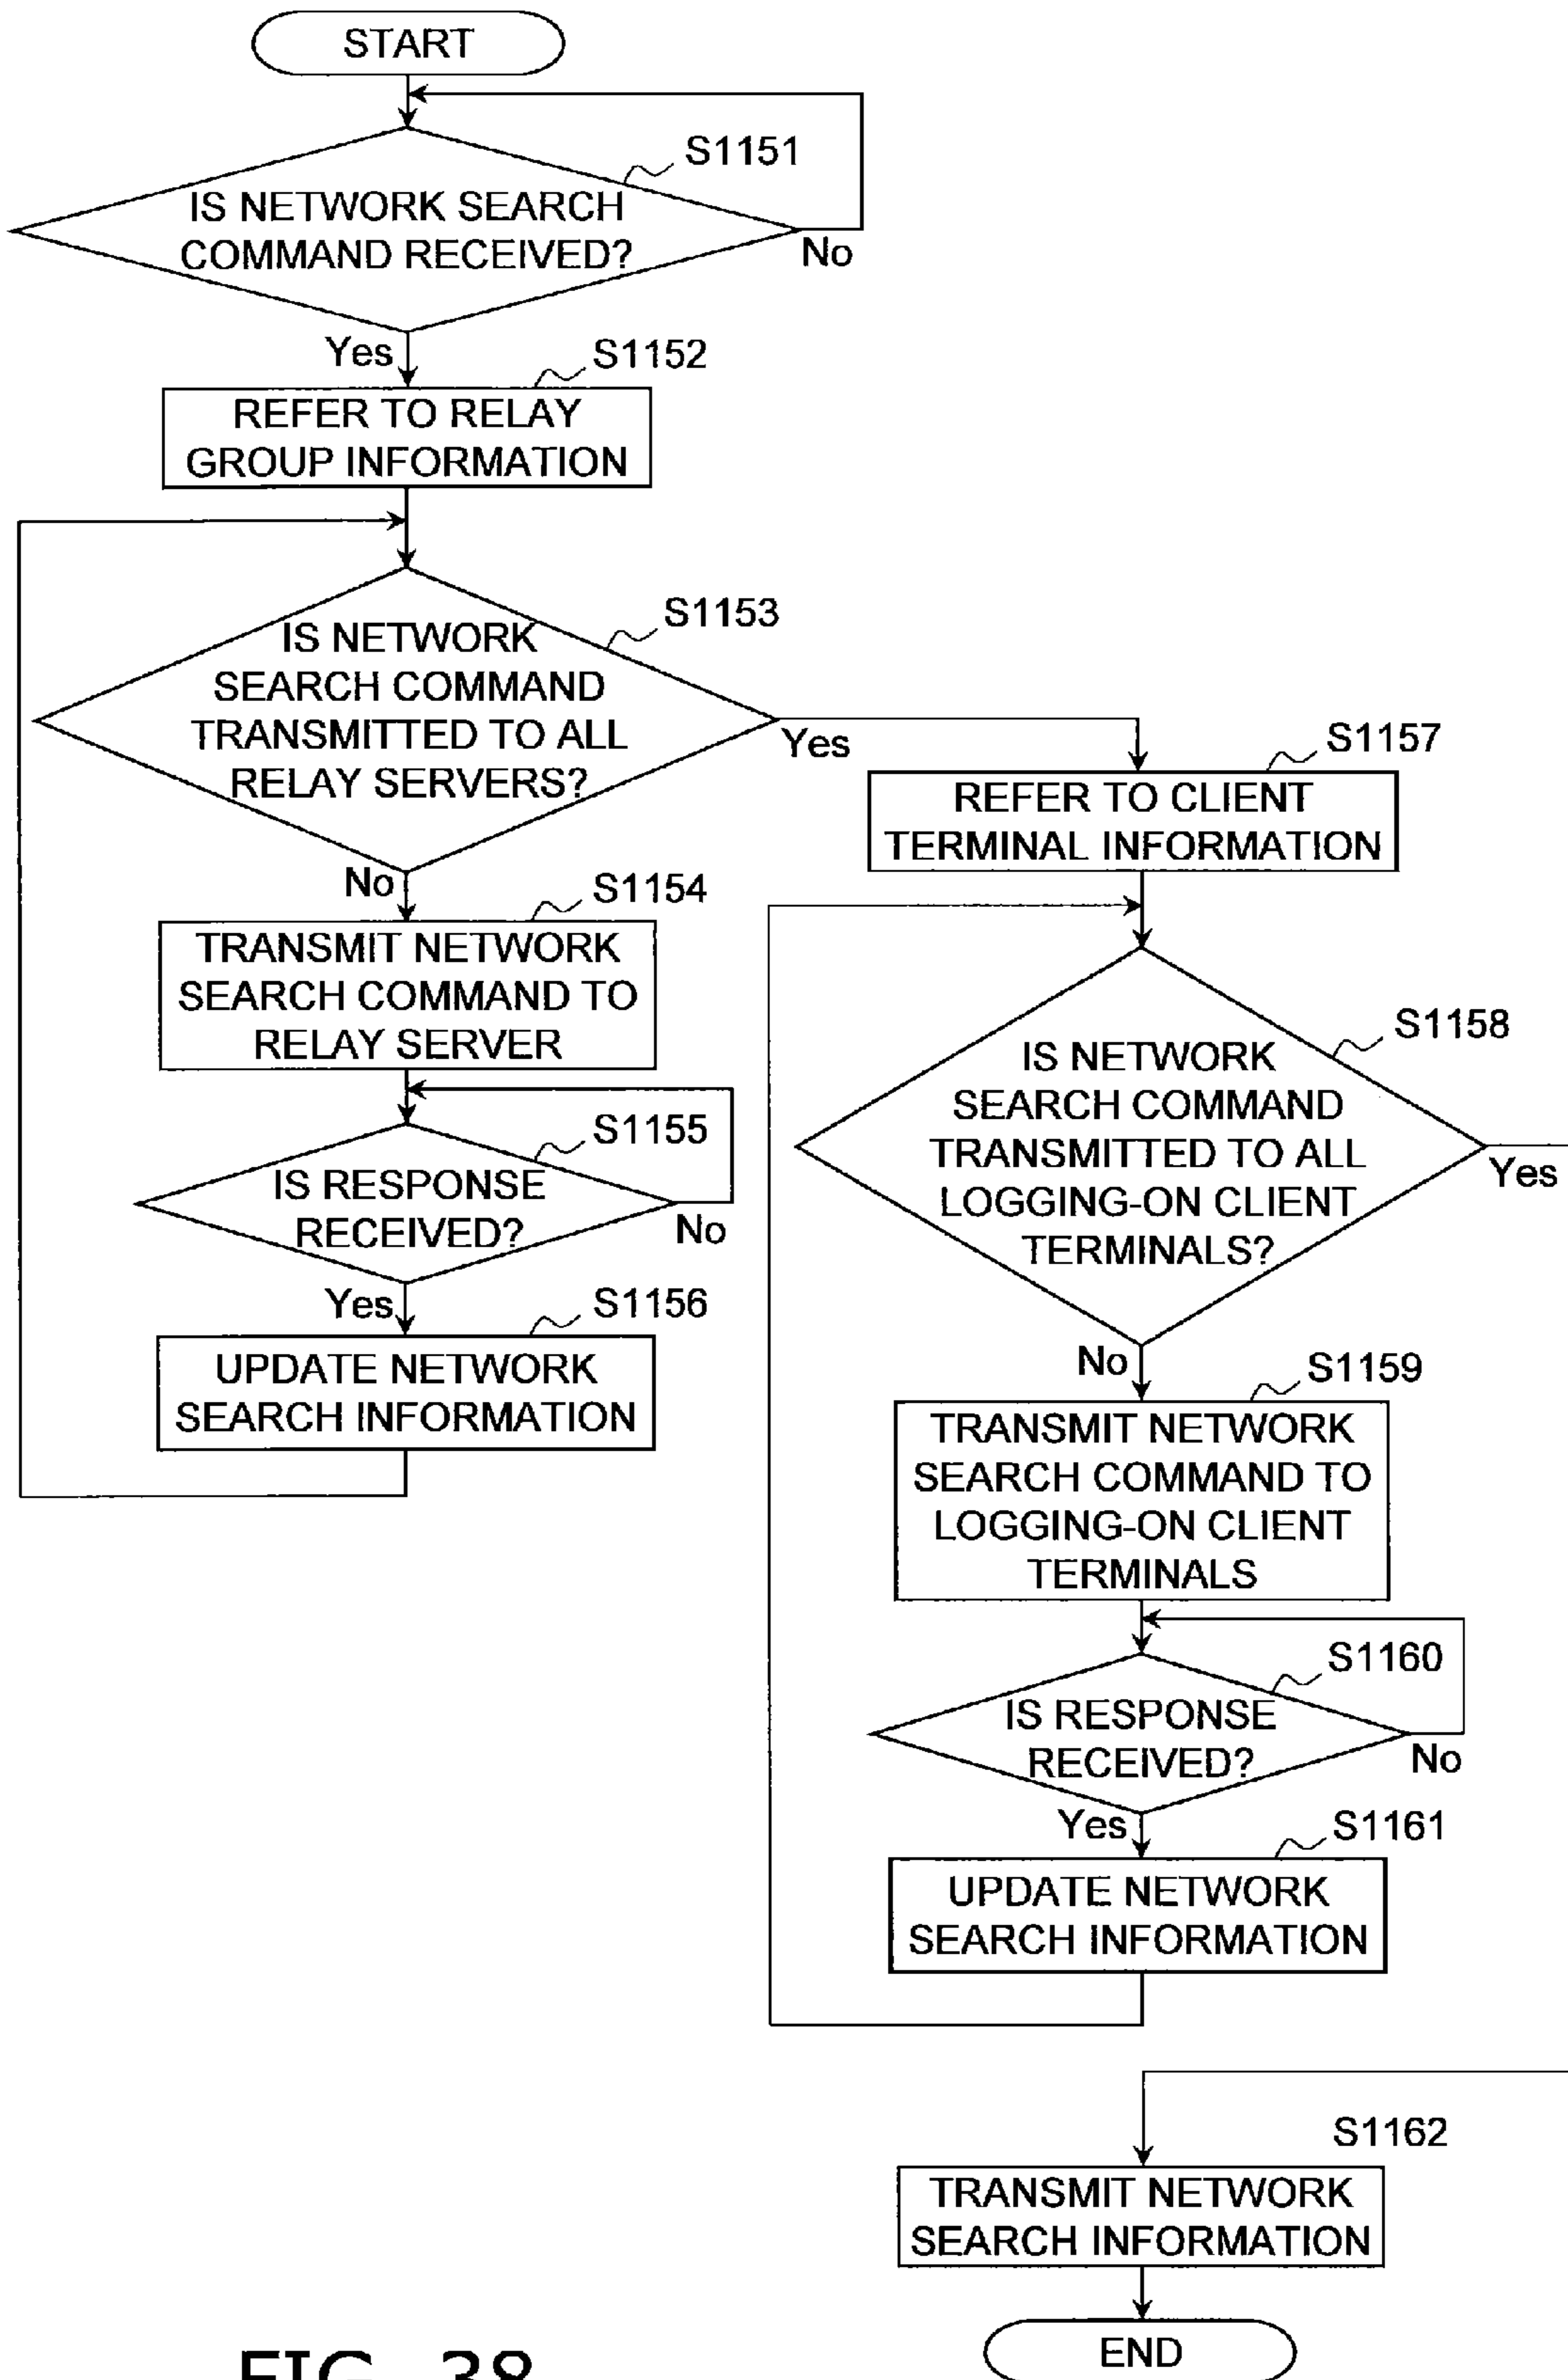 START
S1151
IS NETWORK SEARCH
COMMAND RECEIVED?
No
Yes
S1152
REFER TO RELAY
GROUP INFORMATION
S1153
IS NETWORK
SEARCH COMMAND
TRANSMITTED TO ALL
RELAY SERVERS?
Yes
No
S1154
TRANSMIT NETWORK
SEARCH COMMAND TO
RELAY SERVER
S1155
IS RESPONSE
RECEIVED?
No
Yes
S1156
UPDATE NETWORK
SEARCH INFORMATION
S1157
REFER TO CLIENT
TERMINAL INFORMATION
S1158
IS NETWORK
SEARCH COMMAND
TRANSMITTED TO ALL
LOGGING-ON CLIENT
TERMINALS?
Yes
No
S1159
TRANSMIT NETWORK
SEARCH COMMAND TO
LOGGING-ON CLIENT
TERMINALS
S1160
IS RESPONSE
RECEIVED?
No
Yes
S1161
UPDATE NETWORK
SEARCH INFORMATION
S1162
TRANSMIT NETWORK
SEARCH INFORMATION
END
FIG. 38